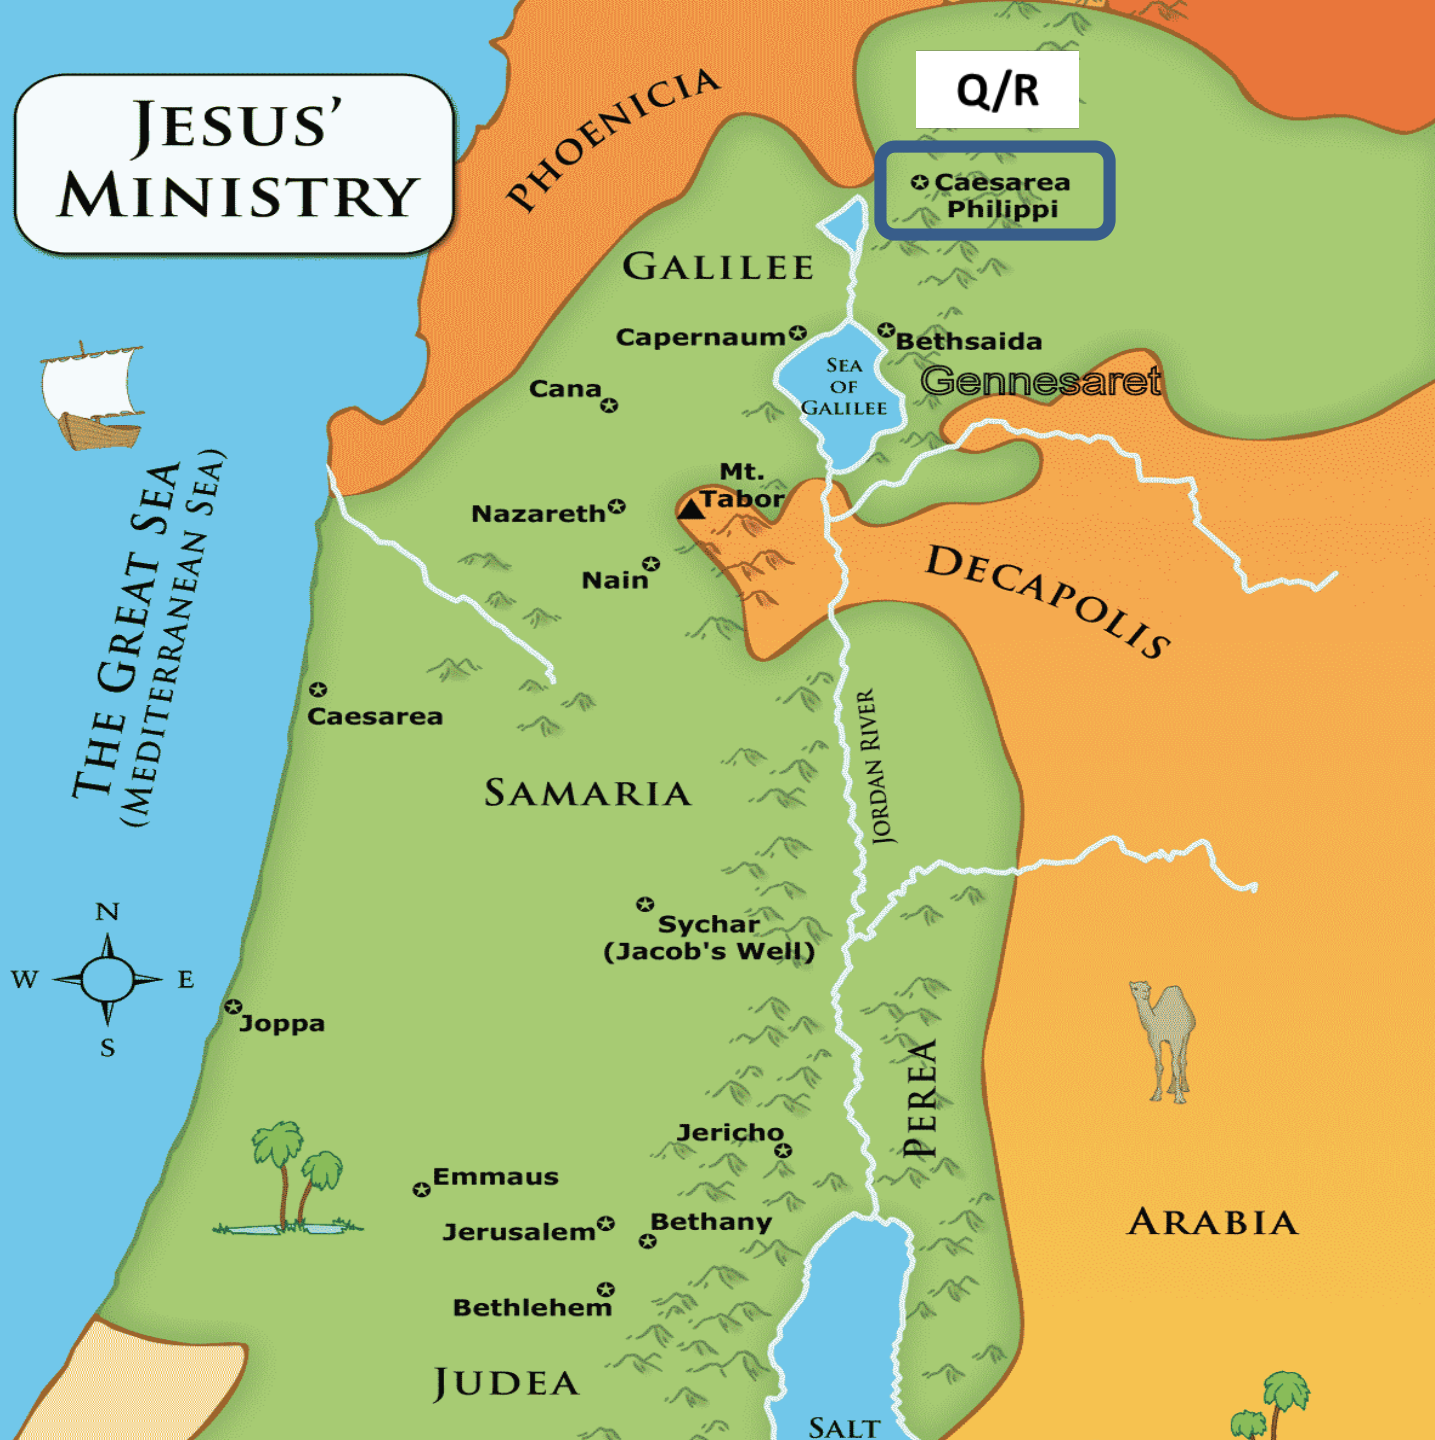 JESUS'
MINISTRY
PHOENICIA
Q/R
Caesarea
Philippi
GALILEE
Capernaum
Bethsaida
SEA
OF
GALILEE
Gennesaret
Cana
Mt.
Tabor
Nazareth
Nain
DECAPOLIS
THE GREAT SEA
(MEDITERRANEAN SEA)
Caesarea
JORDAN RIVER
SAMARIA
Sychar
(Jacob's Well)
N
W
E
S
Joppa
PEREA
Jericho
Emmaus
Jerusalem
Bethany
ARABIA
Bethlehem
JUDEA
SALT